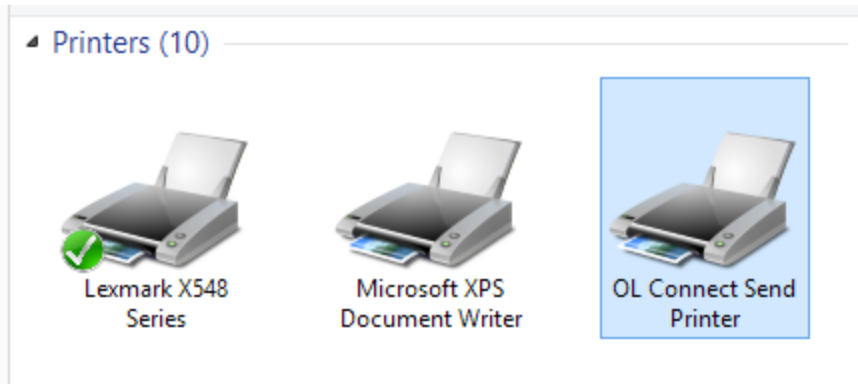 Printers (10)
Lexmark X548
Series
Microsoft XPS
Document Writer
OL Connect Send
Printer